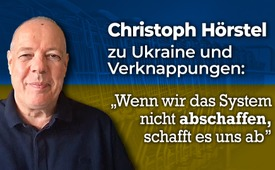 Christoph Hörstel
zu Ukraine und
Verknappungen:
„Wenn wir das System
nicht abschaffen,
schafft es uns ab”